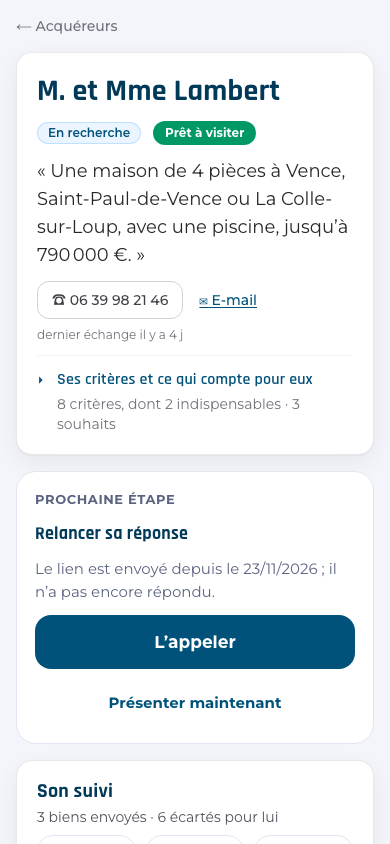 ← Acquéreurs
M. et Mme Lambert
En recherche Prêt à visiter
« Une maison de 4 pièces à Vence,
Saint-Paul-de-Vence ou La Colle-
sur-Loup, avec une piscine, jusqu’à
790 000 €. »
☎ 06 39 98 21 46 ✉ E-mail
dernier échange il y a 4 j
Ses critères et ce qui compte pour eux
8 critères, dont 2 indispensables · 3
souhaits
PROCHAINE ÉTAPE
Relancer sa réponse
Le lien est envoyé depuis le 23/11/2026 ; il
n’a pas encore répondu.
L’appeler
Présenter maintenant
Son suivi
3 biens envoyés · 6 écartés pour lui